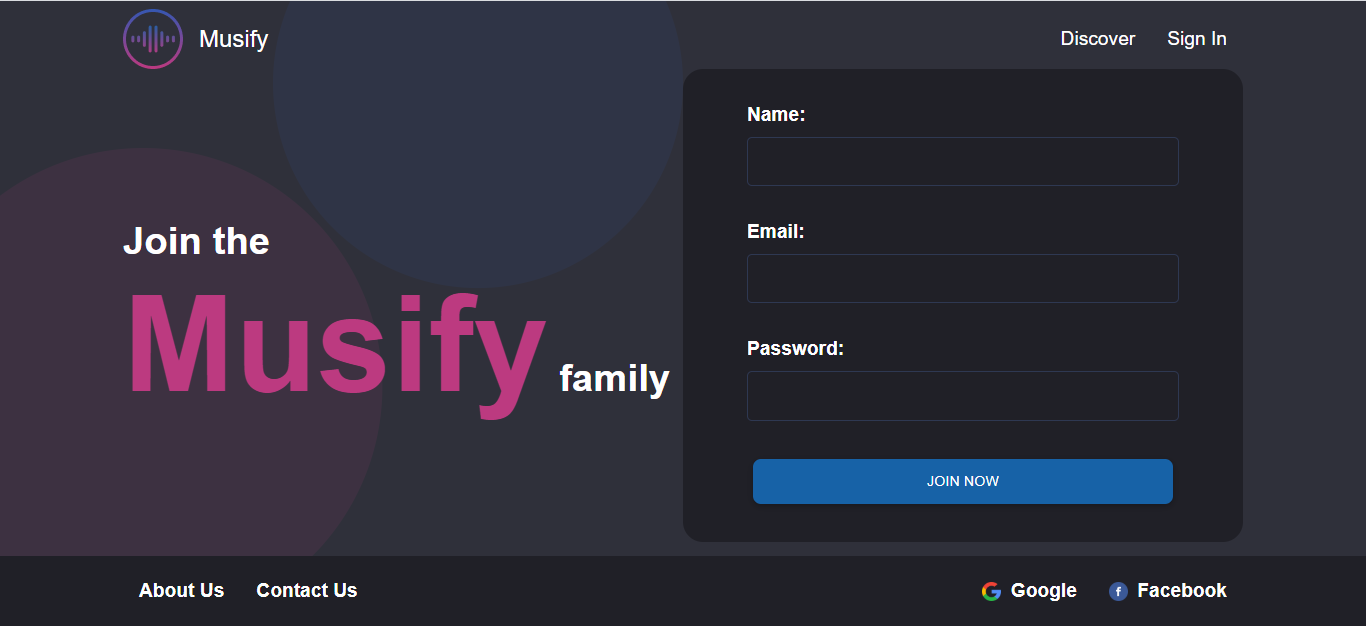 Musify
Discover
Sign In
Name:
Email:
Password:
JOIN NOW
Join the
Musify family
About Us
Contact Us
Google
Facebook